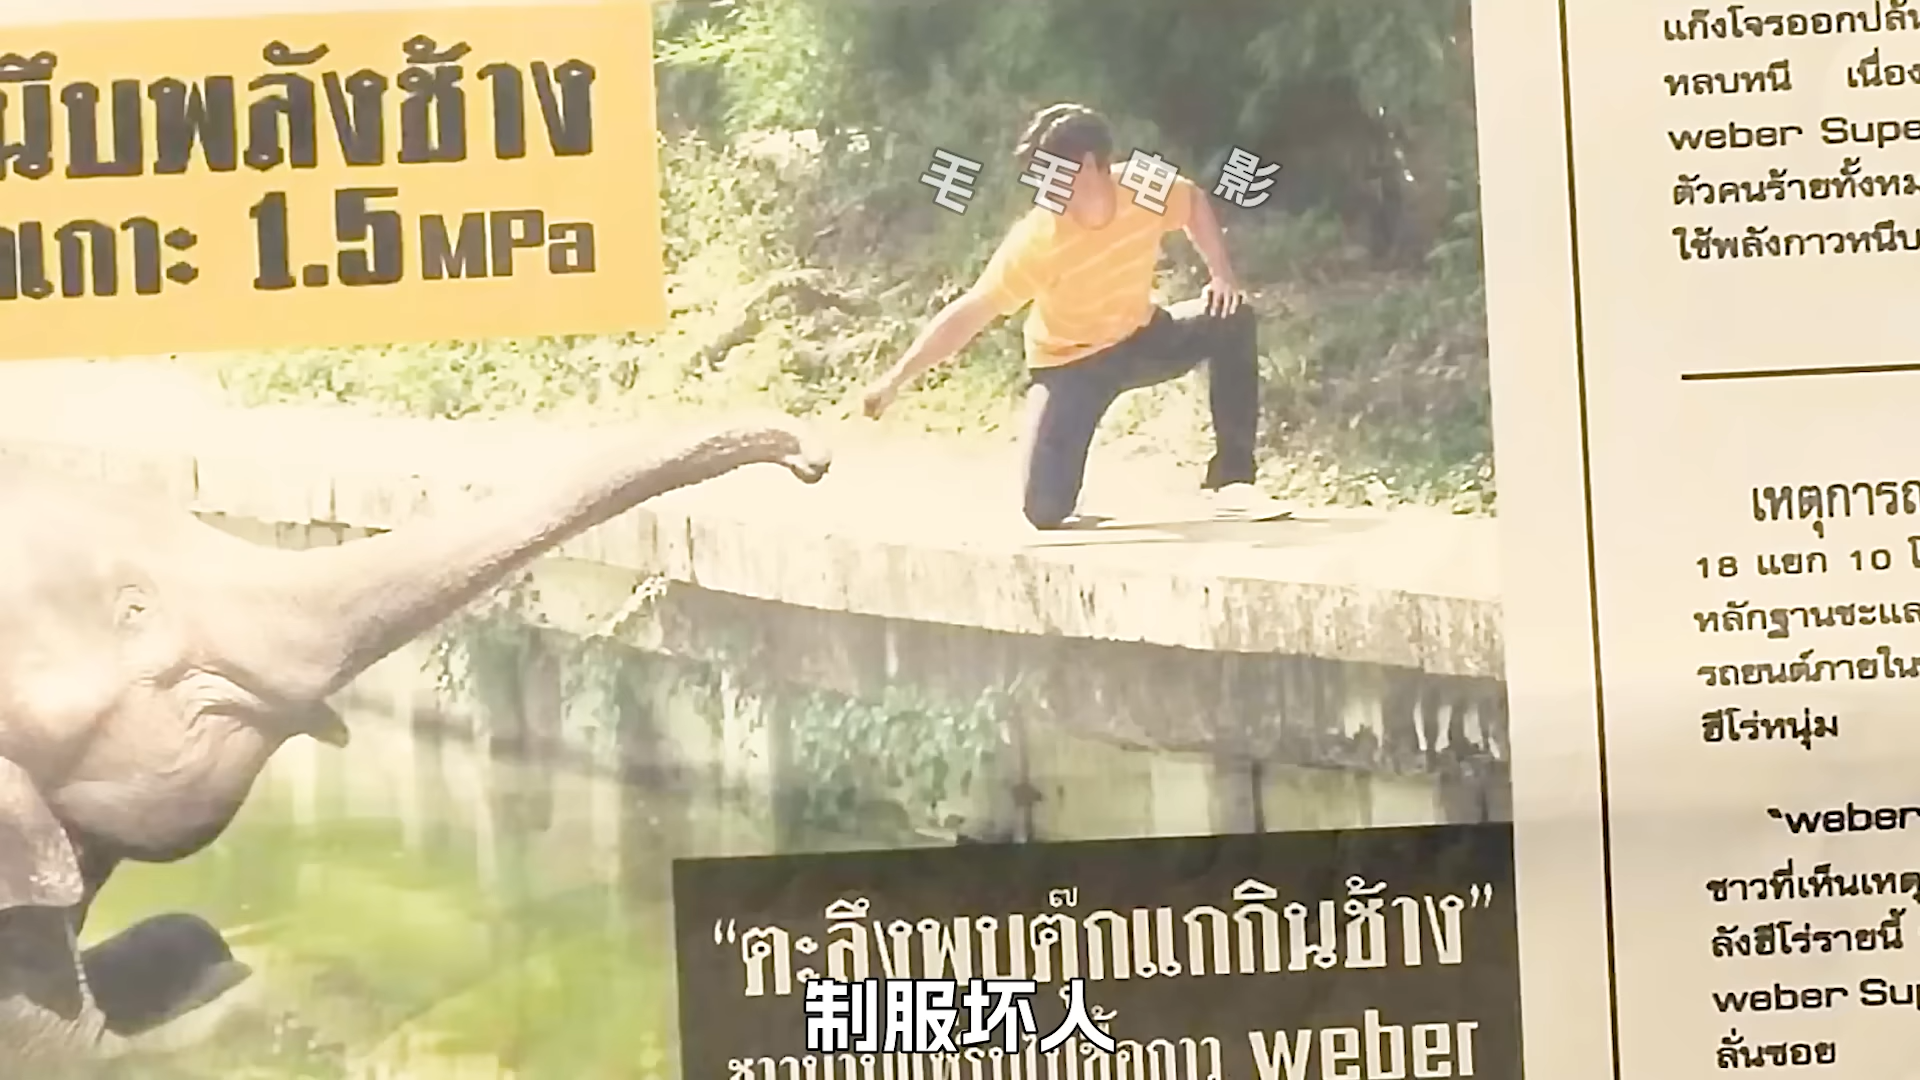 นึบพลังช้าง
เกาะ 1.5 MPa
毛毛电影
"ตะลึงพบตุ๊กแกกินช้าง"
weber
制服坏人
แก๊งโจรออกปล้น
ทลบทนี เนื่อง
weber Supe
ตัวคนร้ายทั้งหม
ใช้พลังกาวหนึบ
เหตุการณ
18 แยก 10 โ
หลักฐานชะแล
รถยนต์ภายใน
ฮีโร่หนุ่ม
"weber
ชาวที่เห็นเหตุ
ลังฮีโร่รายนี้
weber Sup
ลั่นซอย